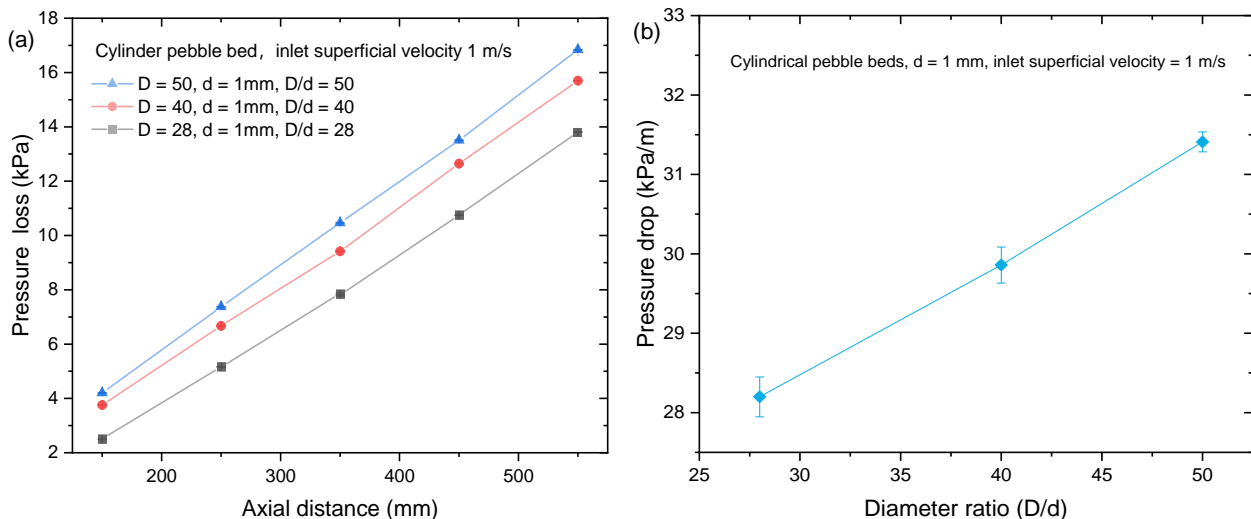 (a)
Cylinder pebble bed, inlet superficial velocity 1 m/s
D = 50, d = 1mm, D/d = 50
D = 40, d = 1mm, D/d = 40
D = 28, d = 1mm, D/d = 28
Pressure loss (kPa)
18
16
14
12
10
8
6
4
2
200
300
400
500
Axial distance (mm)
(b)
Cylindrical pebble beds, d = 1 mm, inlet superficial velocity = 1 m/s
Pressure drop (kPa/m)
33
32
31
30
29
28
25
30
35
40
45
50
Diameter ratio (D/d)